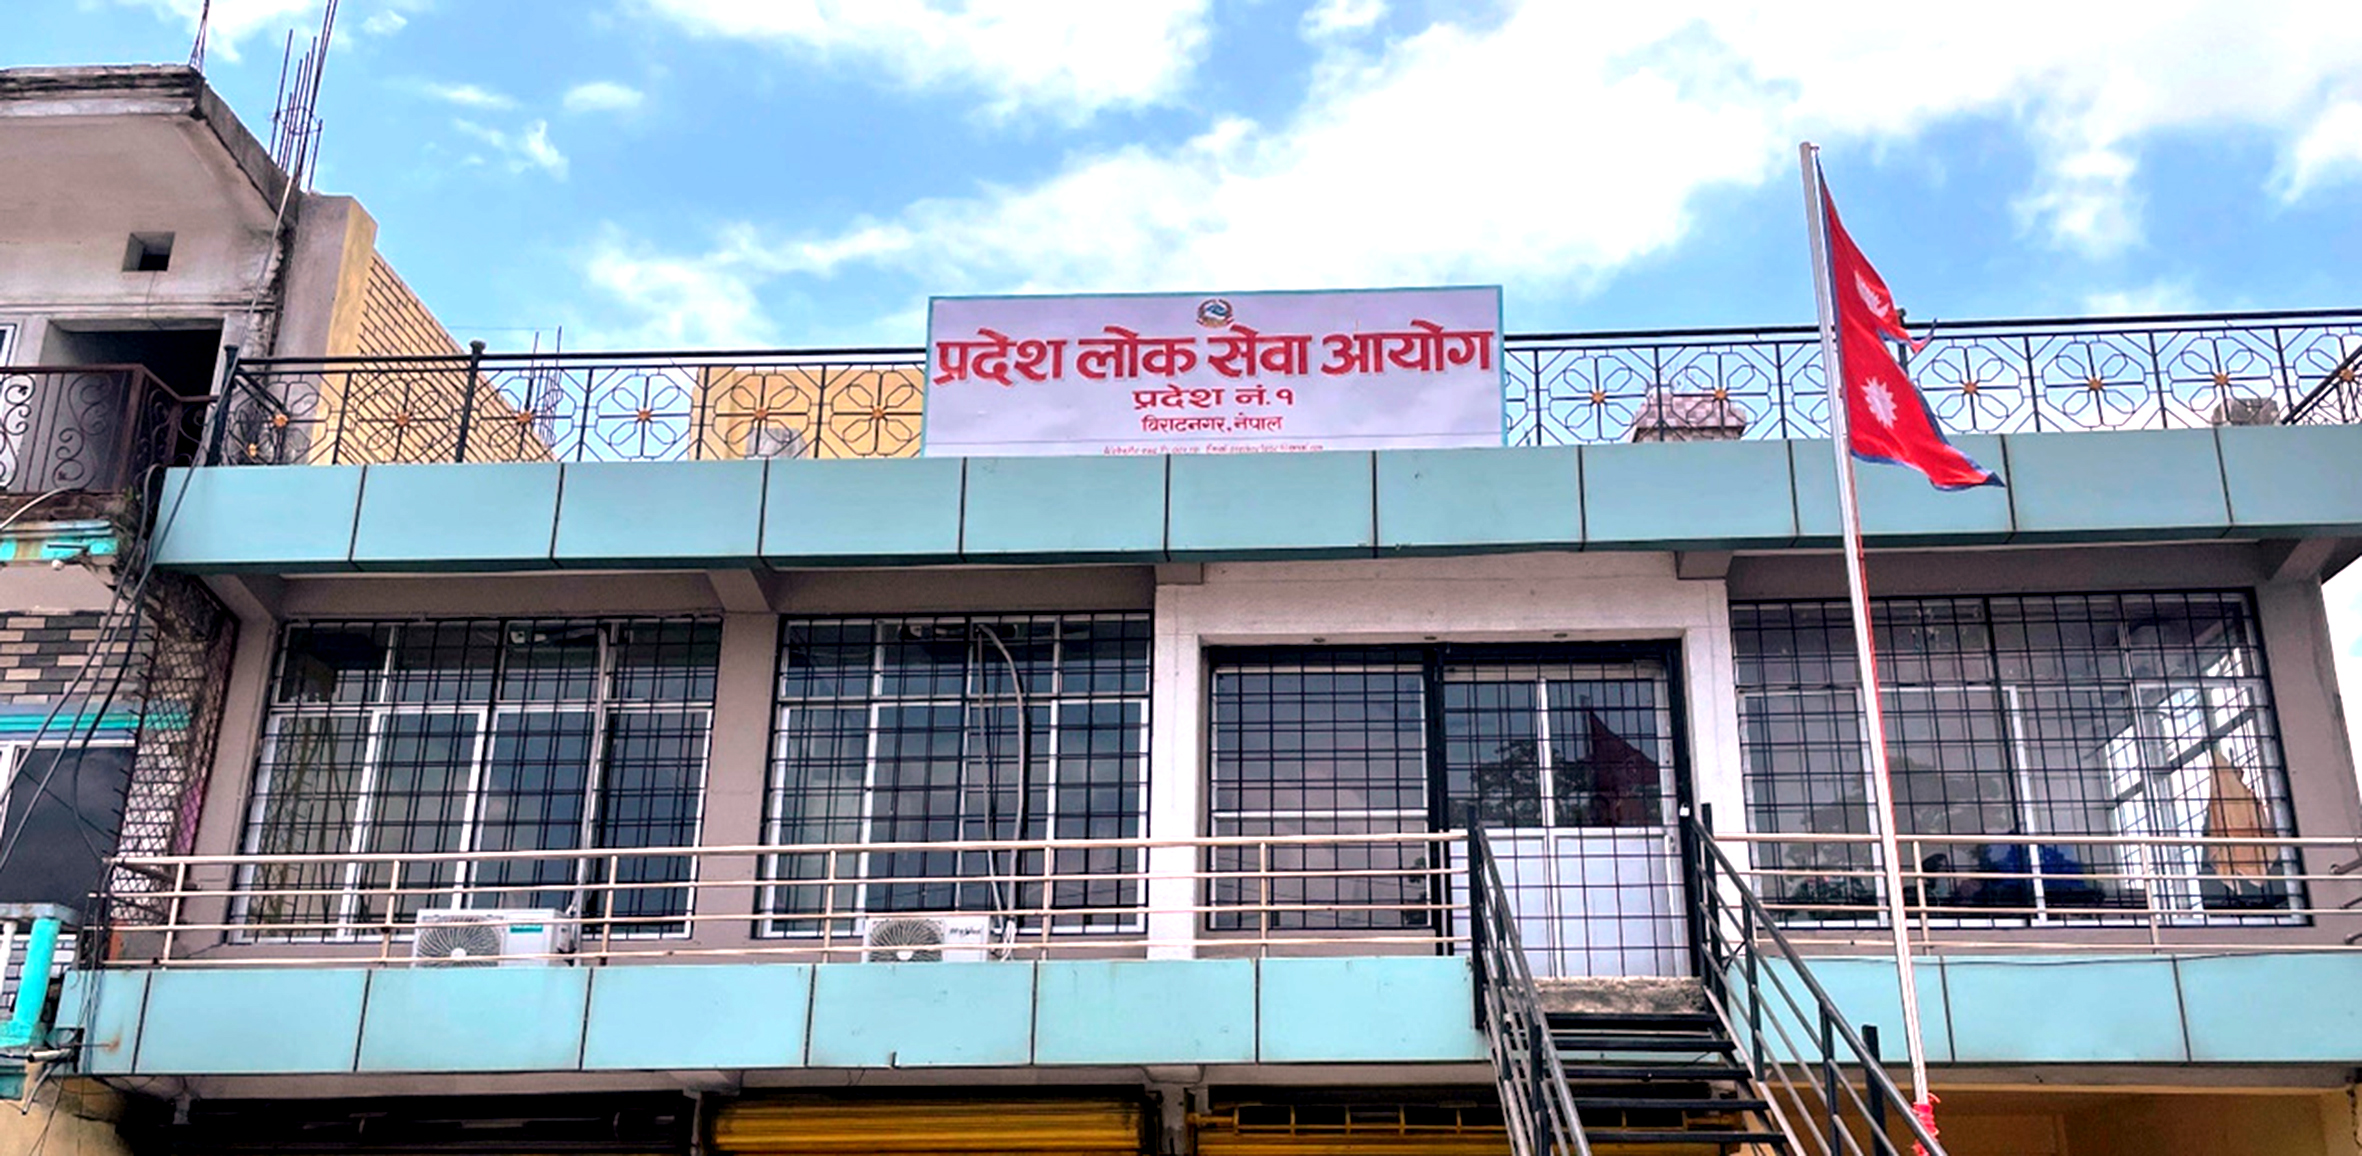 प्रदेश लोक सेवा आयोग
प्रदेश नं. १
विराटनगर, नेपाल